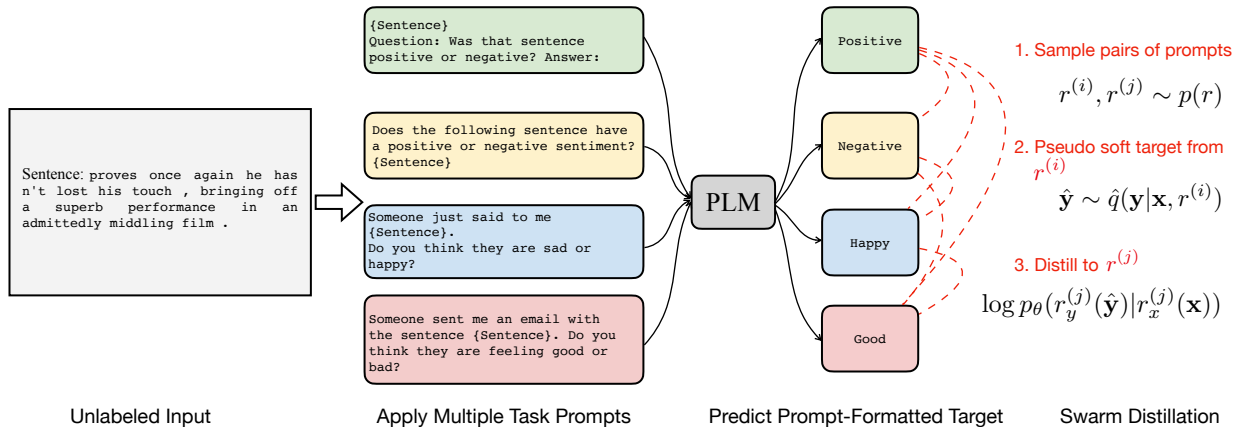 Sentence: proves once again he has
n't lost his touch , bringing off
a superb performance in an
admittedly middling film .
Unlabeled Input
{Sentence}
Question: Was that sentence
positive or negative? Answer:
Does the following sentence have
a positive or negative sentiment?
{Sentence}
Someone just said to me
{Sentence}.
Do you think they are sad or
happy?
Someone sent me an email with
the sentence {Sentence}. Do you
think they are feeling good or
bad?
Apply Multiple Task Prompts
PLM
Positive
Negative
Happy
Good
Predict Prompt-Formatted Target
1. Sample pairs of prompts
r^{(i)}, r^{(j)} ∼ p(r)
2. Pseudo soft target from
r^{(i)}
ŷ ∼ q̂(y|x, r^{(i)})
3. Distill to r^{(j)}
log p_θ(r_y^{(j)}(ŷ)|r_x^{(j)}(x))
Swarm Distillation